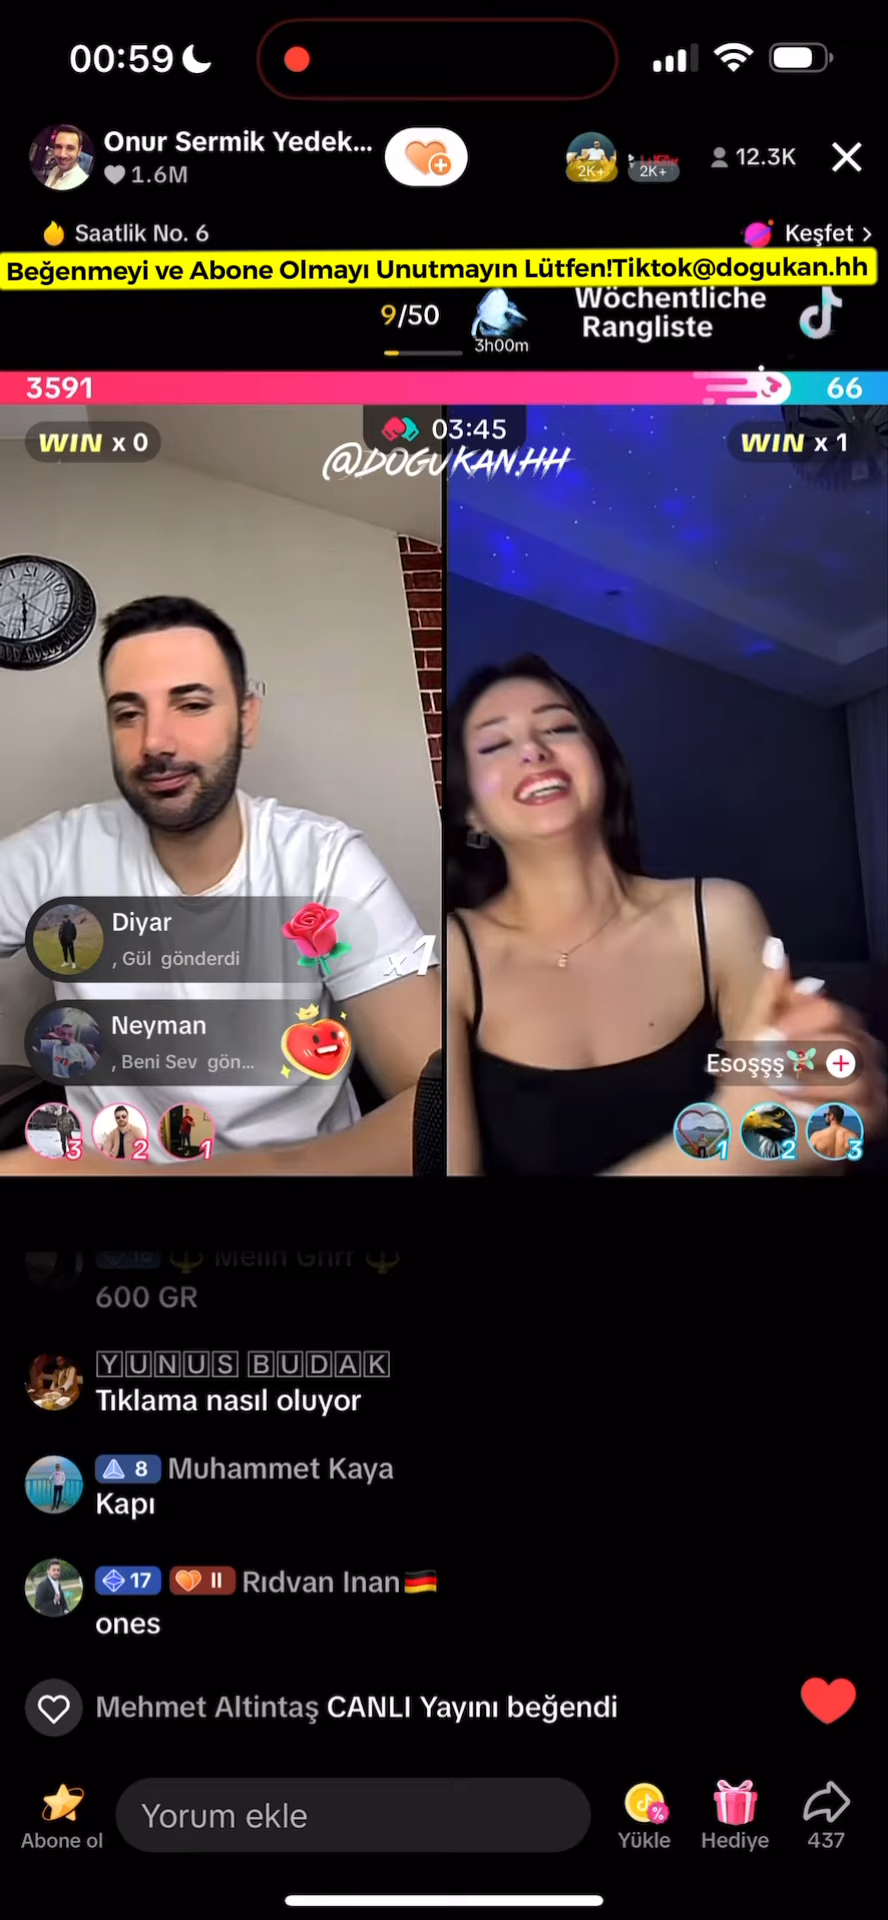 00:59
Onur Sermik Yedek...
1.6M
2K+
2K+
12.3K
Saatlik No. 6
Keşfet >
Beğenmeyi ve Abone Olmayı Unutmayın Lütfen!Tiktok@dogukan.hh
9/50
3h00m
Wöchentliche
Rangliste
3591
66
WIN x 0
03:45
WIN x 1
@DOGUKAN.HH
Diyar
, Gül gönderdi
x1
Neyman
, Beni Sev gön...
Esoşşş
3
2
1
1
2
3
600 GR
YUNUS BUDAK
Tıklama nasıl oluyor
8 Muhammet Kaya
Kapı
17 II Rıdvan Inan
ones
Mehmet Altintaş CANLI Yayını beğendi
Abone ol
Yorum ekle
Yükle
Hediye
437